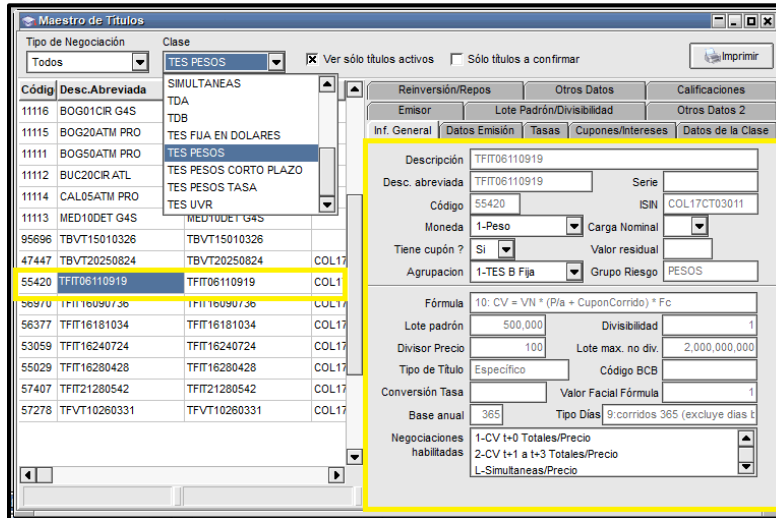 Maestro de Títulos
Tipo de Negociación Clase
Todos TES PESOS Ver sólo títulos activos Sólo títulos a confirmar Imprimir
SIMULTANEAS
TDA
TDB
TES FIJA EN DOLARES
TES PESOS
TES PESOS CORTO PLAZO
TES PESOS TASA
TES UVR
Códig Desc.Abreviada
11116 BOG01CIR G4S
11115 BOG20ATM PRO
11111 BOG50ATM PRO
11112 BUC20CIR ATL
11114 CAL05ATM PRO
11113 MED10DET G4S MED10DET G4S
95696 TBVT15010326 TBVT15010326
47447 TBVT20250824 TBVT20250824 COL17
55420 TFIT06110919 TFIT06110919 COL17
56970 TFIT16090736 TFIT16090736 COL17
56377 TFIT16181034 TFIT16181034 COL17
53059 TFIT16240724 TFIT16240724 COL17
55029 TFIT16280428 TFIT16280428 COL17
57407 TFIT21280542 TFIT21280542 COL17
57278 TFVT10260331 TFVT10260331 COL17
Reinversión/Repos Otros Datos Calificaciones
Emisor Lote Padrón/Divisibilidad Otros Datos 2
Inf. General Datos Emisión Tasas Cupones/Intereses Datos de la Clase
Descripción TFIT06110919
Desc. abreviada TFIT06110919 Serie
Código 55420 ISIN COL17CT03011
Moneda 1-Peso Carga Nominal
Tiene cupón ? Si Valor residual
Agrupacion 1-TES B Fija Grupo Riesgo PESOS
Fórmula 10: CV = VN * (P/a + CuponCorrido) * Fc
Lote padrón 500,000 Divisibilidad 1
Divisor Precio 100 Lote max. no div. 2,000,000,000
Tipo de Título Específico Código BCB
Conversión Tasa Valor Facial Fórmula 1
Base anual 365 Tipo Días 9:corridos 365 (excluye dias b
Negociaciones habilitadas 1-CV t+0 Totales/Precio
2-CV t+1 a t+3 Totales/Precio
L-Simultaneas/Precio